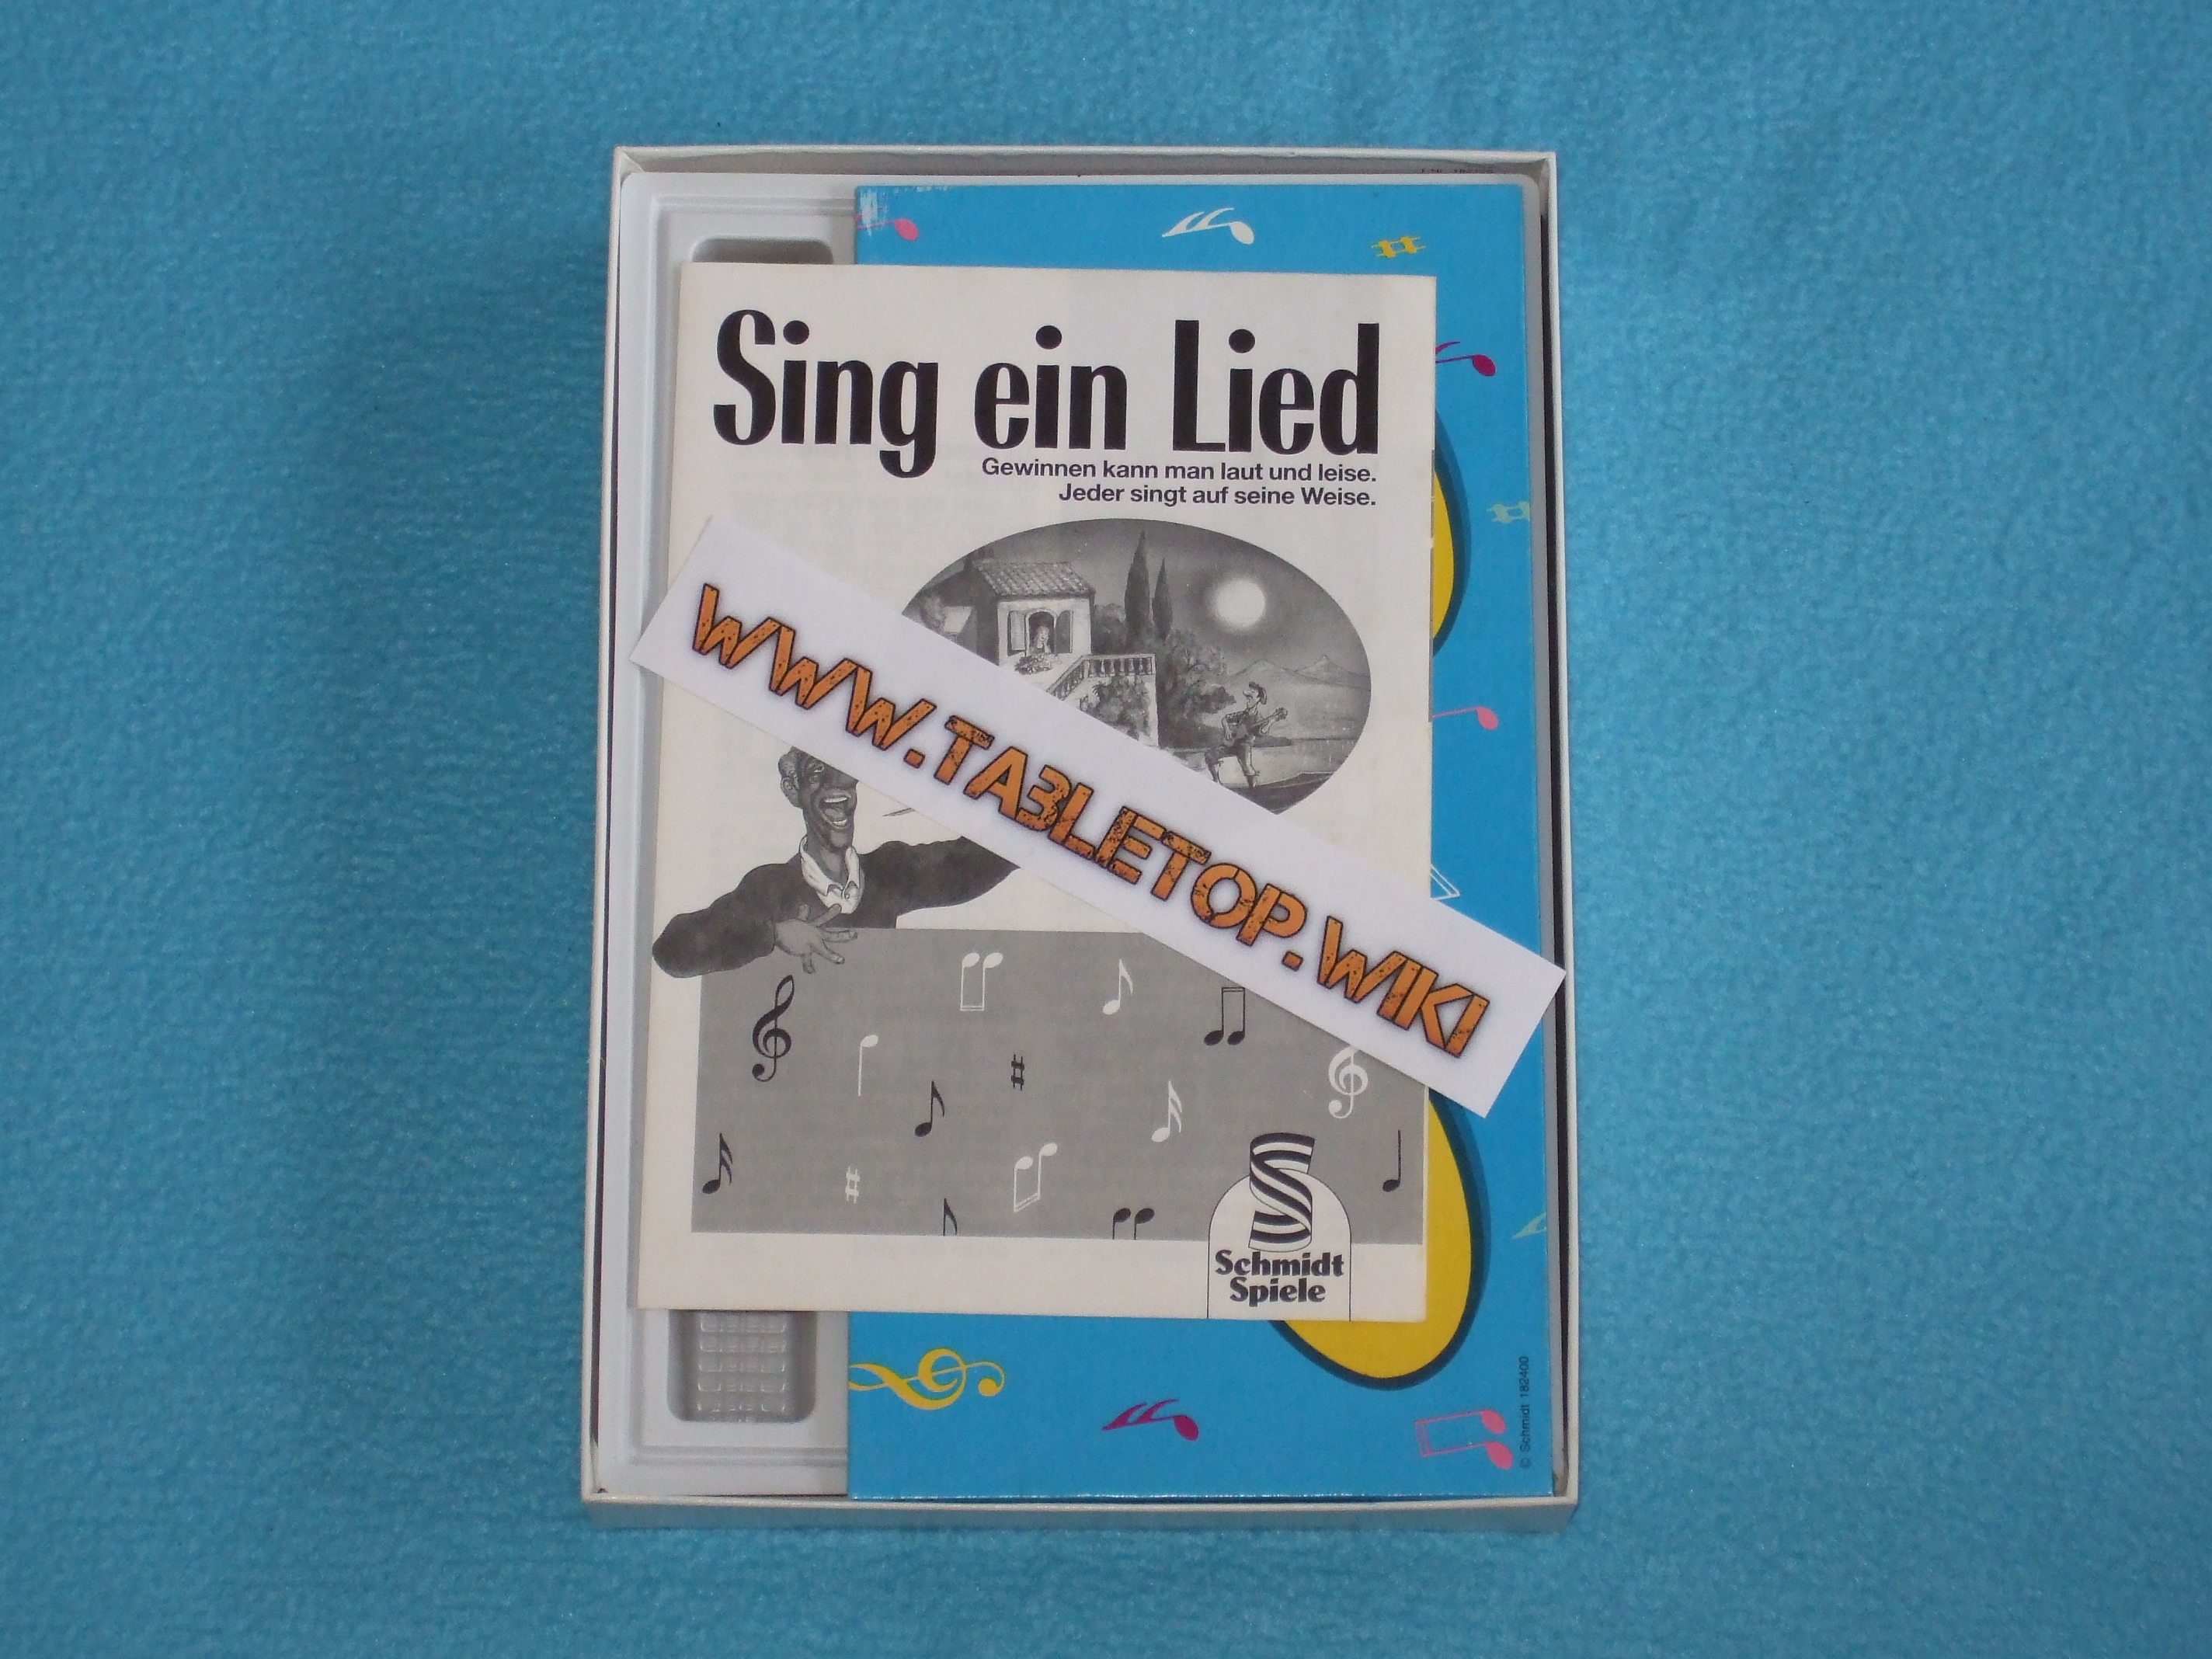 Sing ein Lied
Gewinnen kann man laut und leise.
Jeder singt auf seine Weise.
WWW.TABLETOP.WIKI
Schmidt
Spiele
© Schmidt 182400